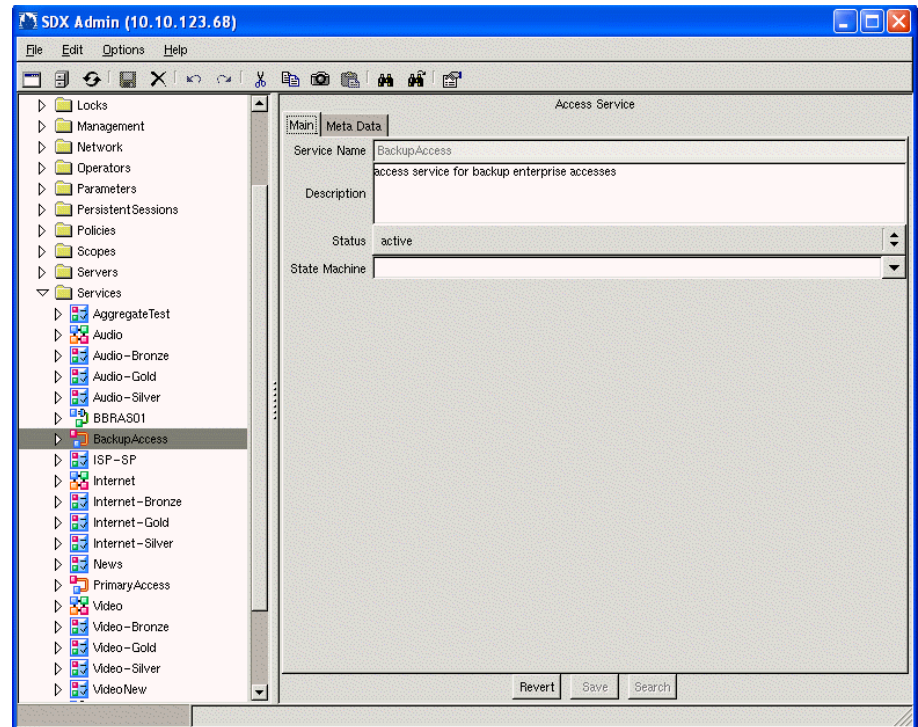 SDX Admin (10.10.123.68)
File Edit Options Help
Locks
Management
Network
Operators
Parameters
PersistentSessions
Policies
Scopes
Servers
Services
AggregateTest
Audio
Audio-Bronze
Audio-Gold
Audio-Silver
BBRAS01
BackupAccess
ISP-SP
Internet
Internet-Bronze
Internet-Gold
Internet-Silver
News
PrimaryAccess
Video
Video-Bronze
Video-Gold
Video-Silver
VideoNew
Access Service
Main Meta Data
Service Name BackupAccess
Description access service for backup enterprise accesses
Status active
State Machine
Revert Save Search